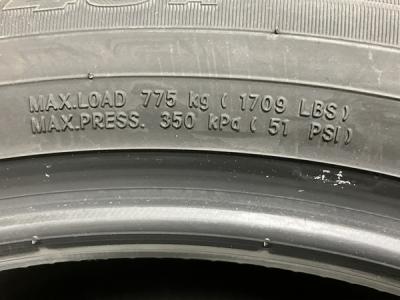 MAX.LOAD 775 kg ( 1709 LBS)
MAX.PRESS. 350 kPa ( 51 PSI)